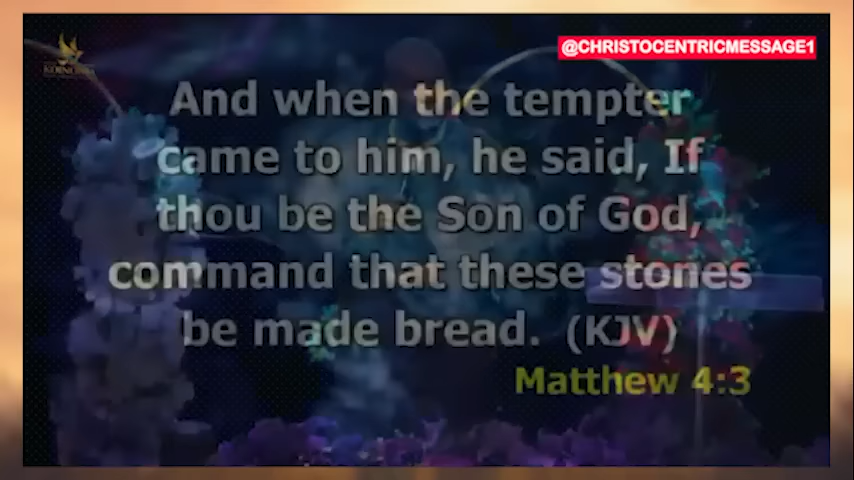 @CHRISTOCENTRICMESSAGE1
KOINONIA
And when the tempter
came to him, he said, If
thou be the Son of God,
command that these stones
be made bread. (KJV)
Matthew 4:3